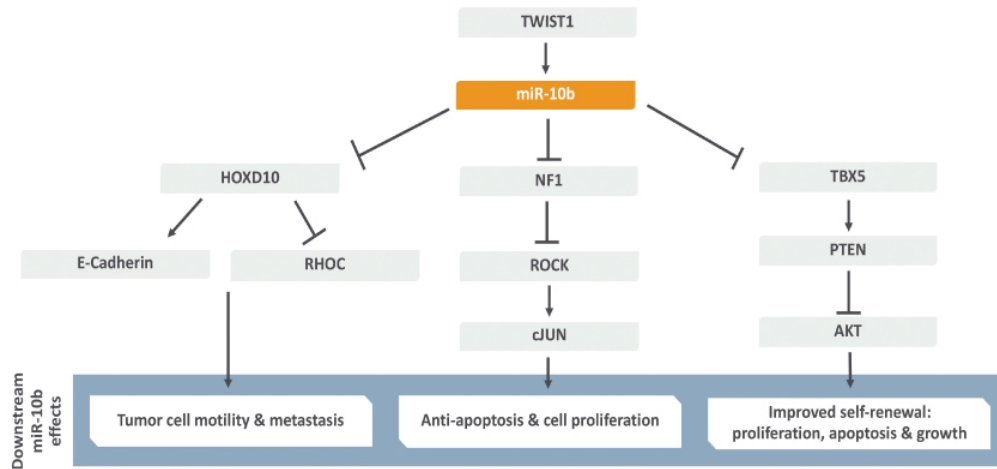 TWIST1
miR-10b
HOXD10
NF1
TBX5
E-Cadherin
RHOC
ROCK
PTEN
cJUN
AKT
Downstream
miR-10b
effects
Tumor cell motility & metastasis
Anti-apoptosis & cell proliferation
Improved self-renewal:
proliferation, apoptosis & growth